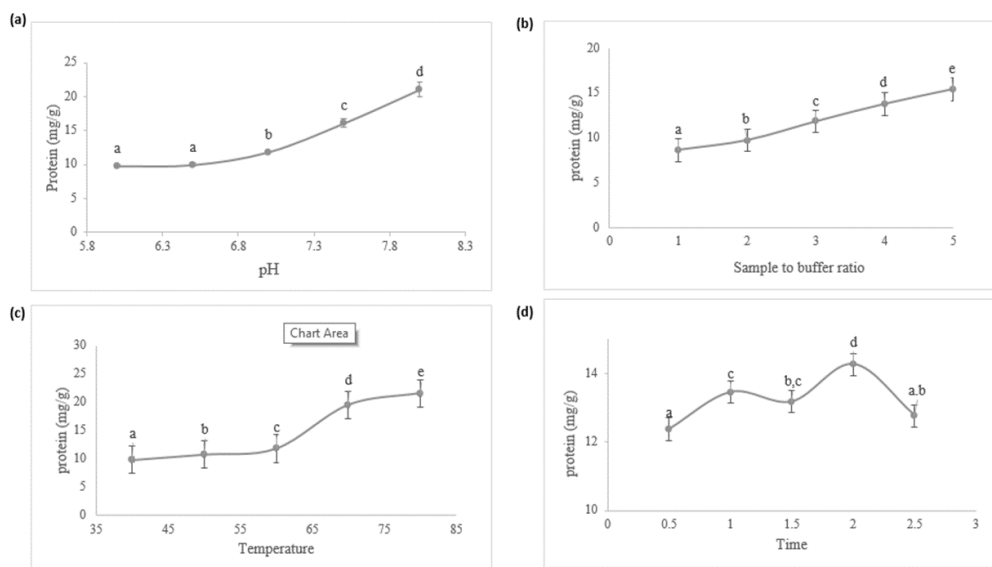 (a)
Protein (mg/g)
25
20
15
10
5
0
a
a
b
c
d
5.8
6.3
6.8
7.3
7.8
8.3
pH
(b)
protein (mg/g)
20
15
10
5
0
a
b
c
d
e
0
1
2
3
4
5
Sample to buffer ratio
(c)
Chart Area
protein (mg/g)
30
25
20
15
10
5
0
a
b
c
d
e
35
45
55
65
75
85
Temperature
(d)
protein (mg/g)
14
12
10
a
c
b,c
d
a.b
0
0.5
1
1.5
2
2.5
3
Time